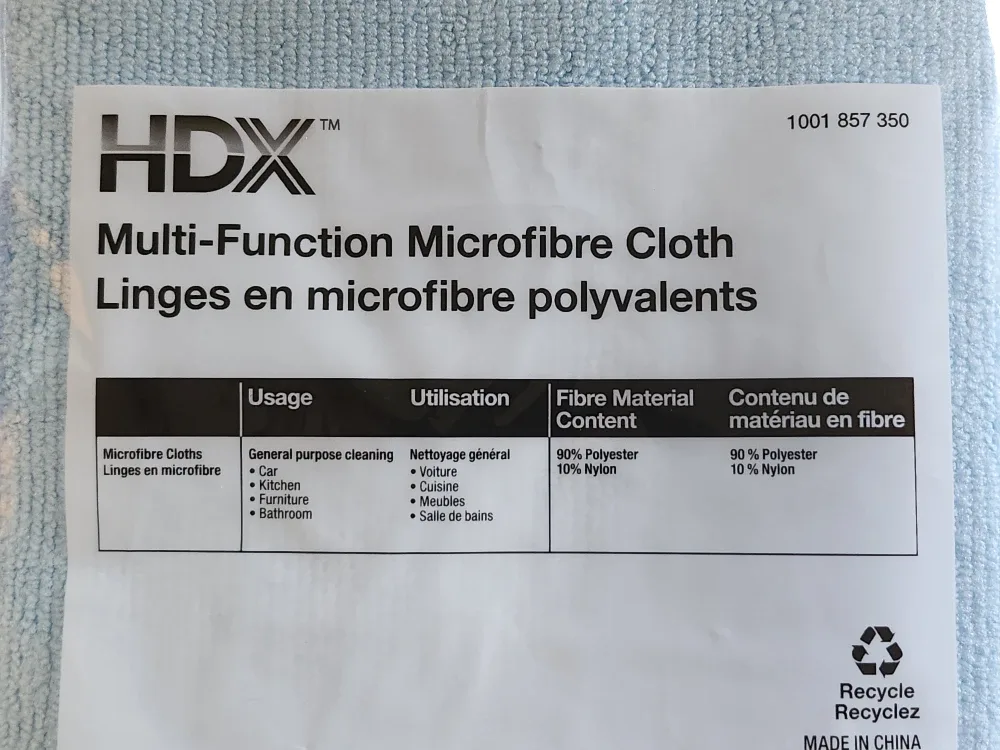 HDX™
1001 857 350
Multi-Function Microfibre Cloth
Linges en microfibre polyvalents
Usage
Utilisation
Fibre Material
Content
Contenu de
matériau en fibre
Microfibre Cloths
Linges en microfibre
General purpose cleaning
• Car
• Kitchen
• Furniture
• Bathroom
Nettoyage général
• Voiture
• Cuisine
• Meubles
• Salle de bains
90% Polyester
10% Nylon
90 % Polyester
10 % Nylon
Recycle
Recyclez
MADE IN CHINA